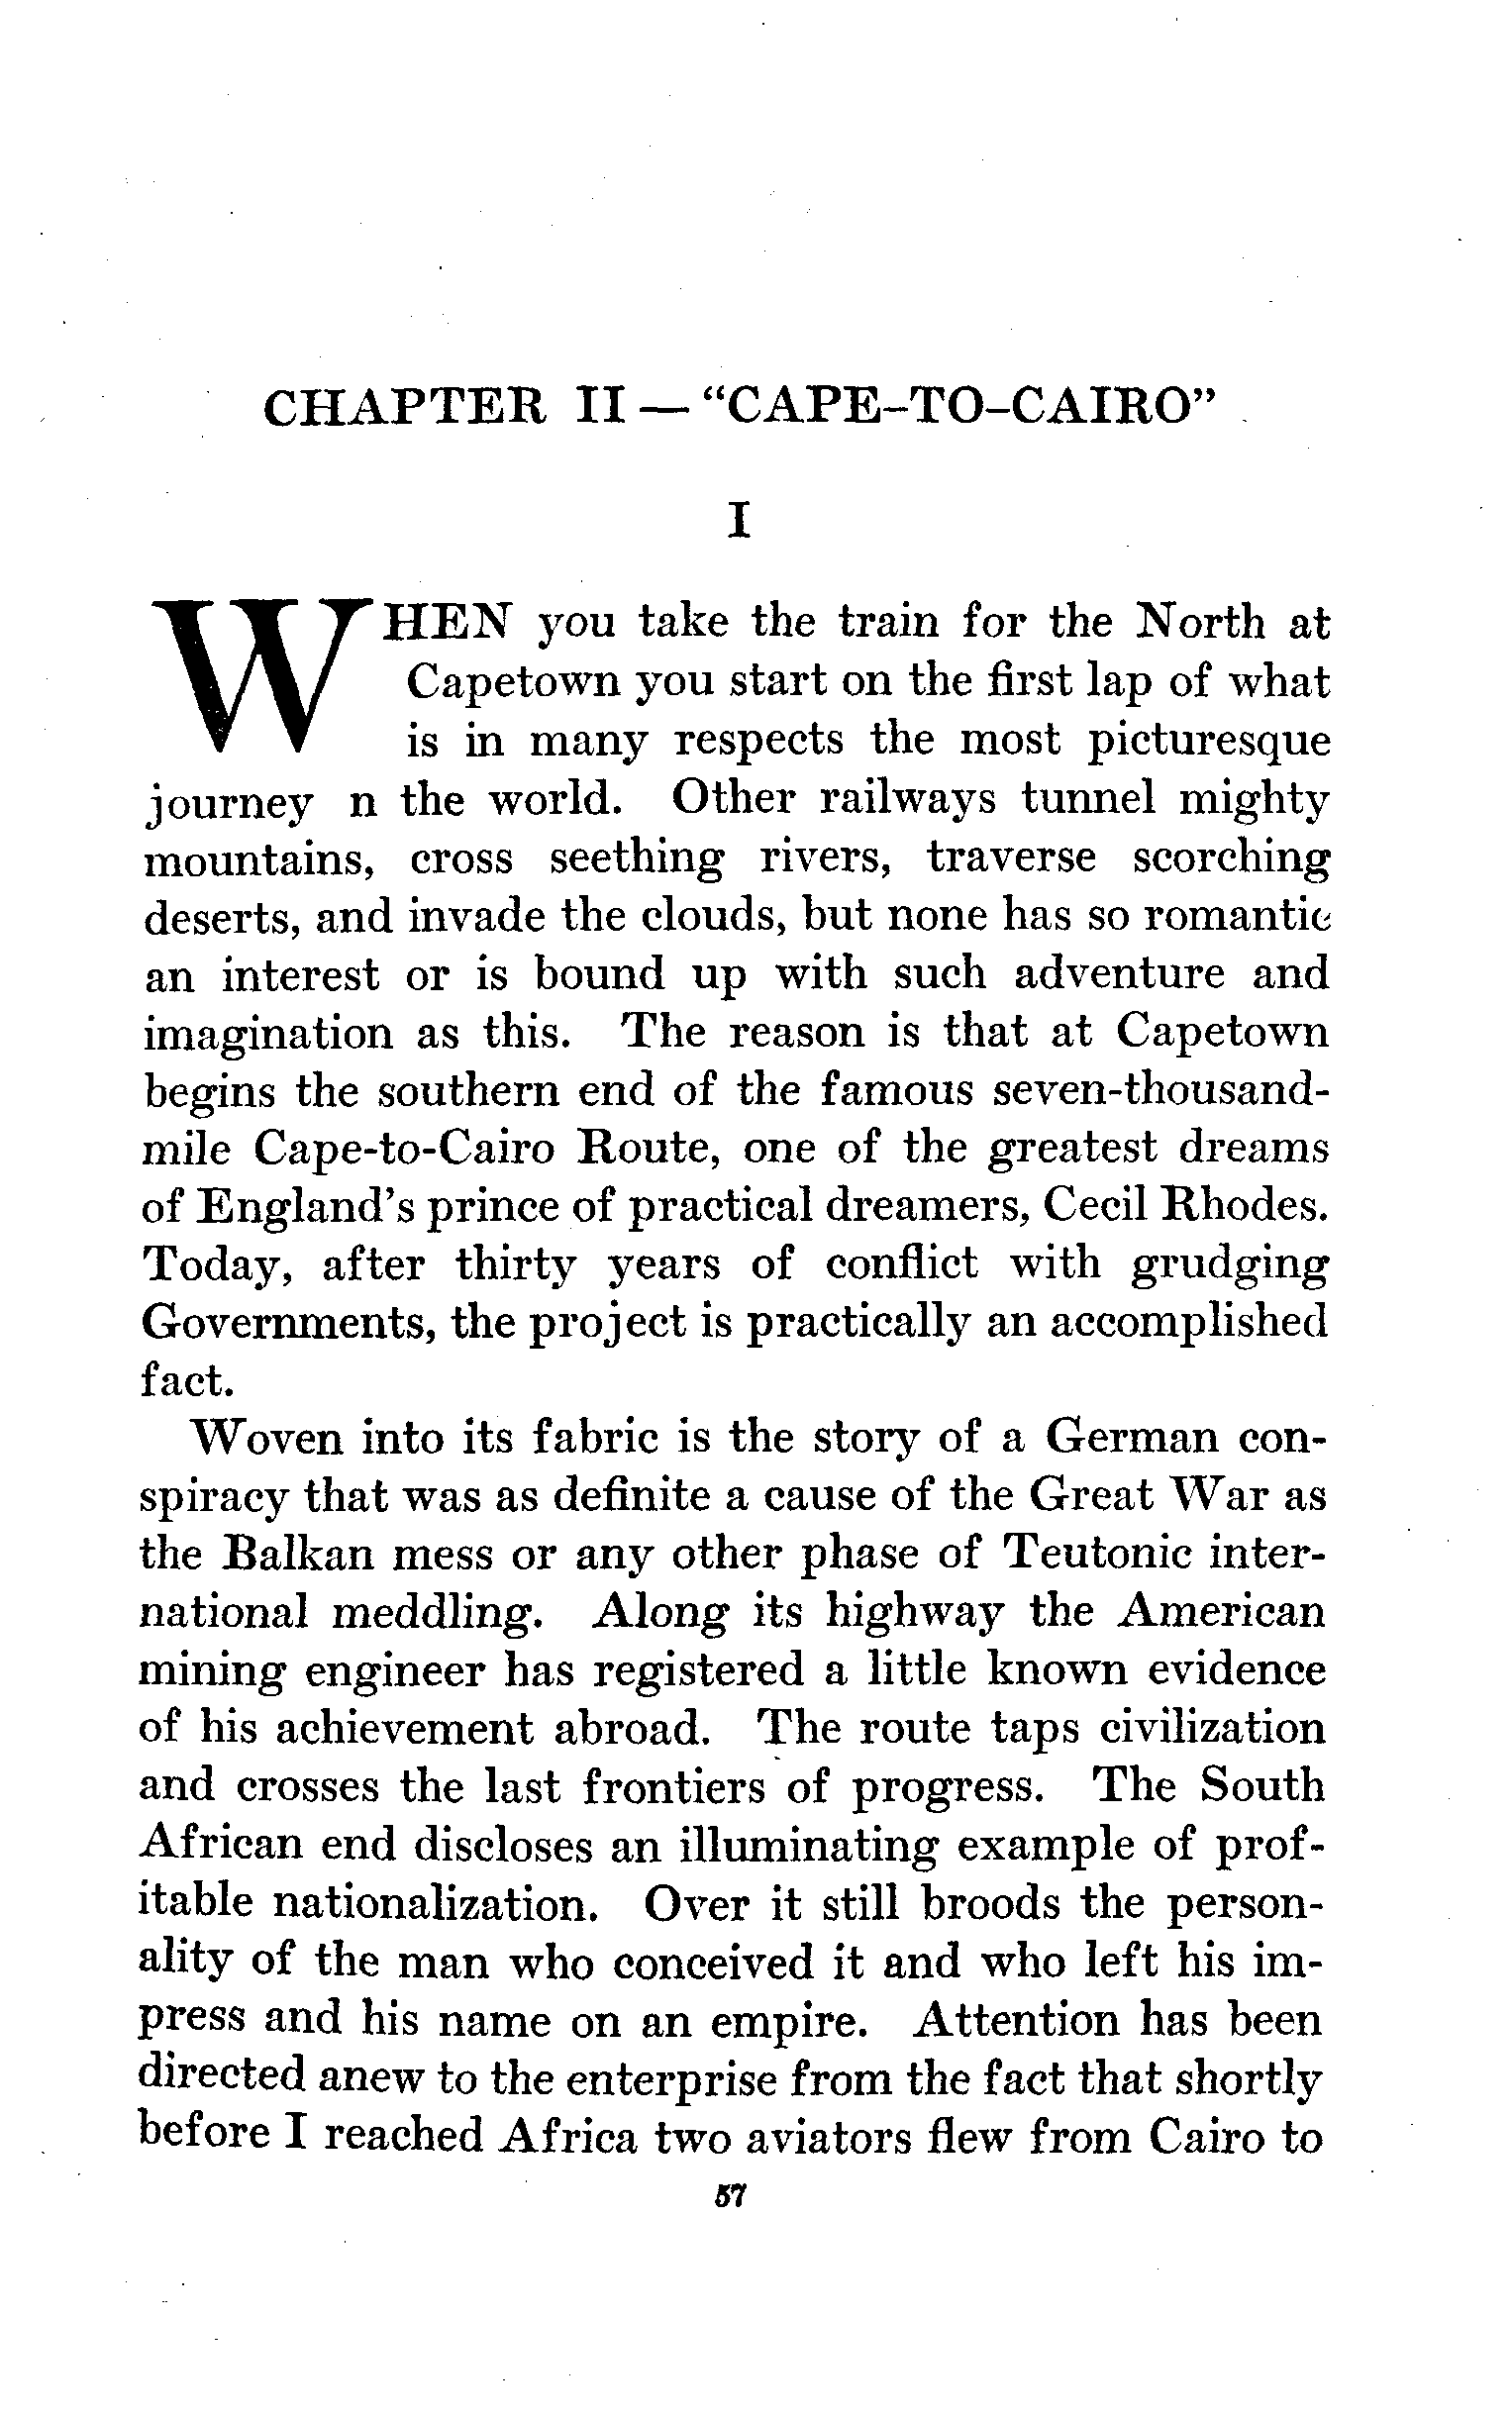 CHAPTER II — "CAPE-TO-CAIRO"
I
WHEN you take the train for the North at
Capetown you start on the first lap of what
is in many respects the most picturesque
journey n the world. Other railways tunnel mighty
mountains, cross seething rivers, traverse scorching
deserts, and invade the clouds, but none has so romantic
an interest or is bound up with such adventure and
imagination as this. The reason is that at Capetown
begins the southern end of the famous seven-thousand-
mile Cape-to-Cairo Route, one of the greatest dreams
of England's prince of practical dreamers, Cecil Rhodes.
Today, after thirty years of conflict with grudging
Governments, the project is practically an accomplished
fact.
Woven into its fabric is the story of a German con-
spiracy that was as definite a cause of the Great War as
the Balkan mess or any other phase of Teutonic inter-
national meddling. Along its highway the American
mining engineer has registered a little known evidence
of his achievement abroad. The route taps civilization
and crosses the last frontiers of progress. The South
African end discloses an illuminating example of prof-
itable nationalization. Over it still broods the person-
ality of the man who conceived it and who left his im-
press and his name on an empire. Attention has been
directed anew to the enterprise from the fact that shortly
before I reached Africa two aviators flew from Cairo to
57